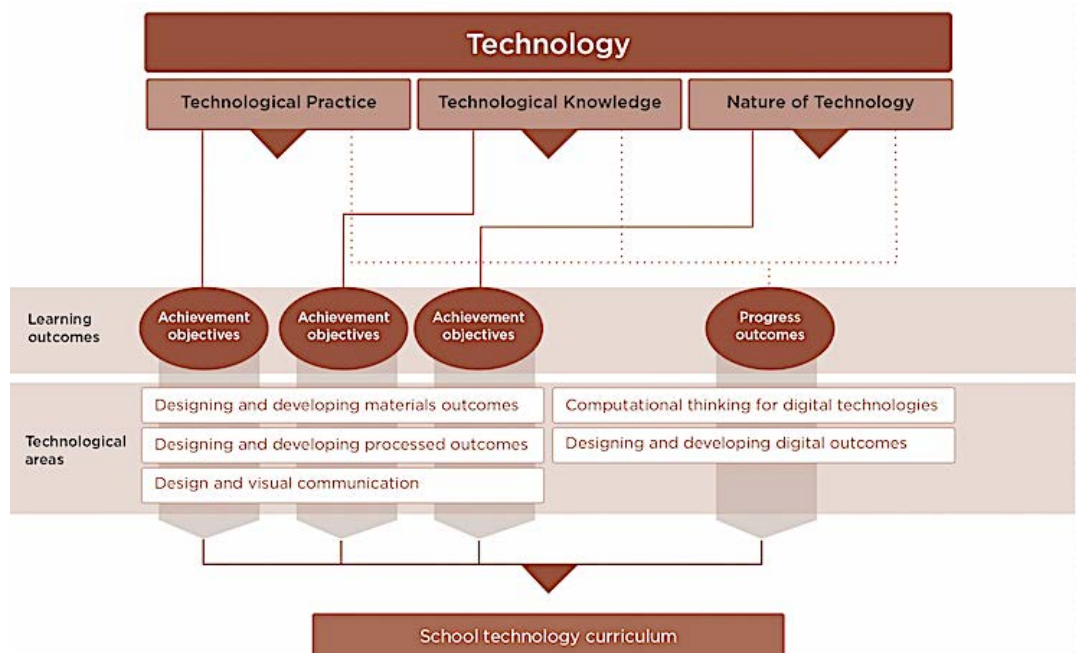 Technology
Technological Practice
Technological Knowledge
Nature of Technology
Learning
outcomes
Achievement
objectives
Achievement
objectives
Achievement
objectives
Progress
outcomes
Technological
areas
Designing and developing materials outcomes
Designing and developing processed outcomes
Design and visual communication
Computational thinking for digital technologies
Designing and developing digital outcomes
School technology curriculum